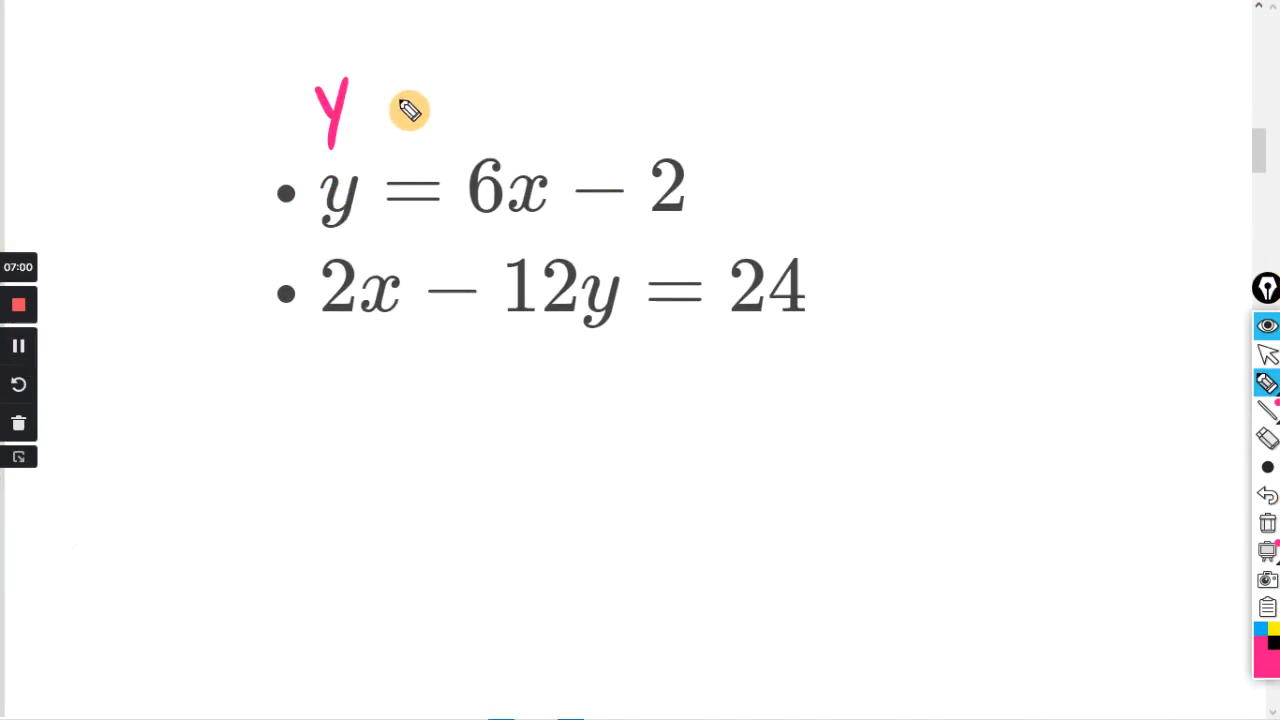 y
• y = 6x − 2
• 2x − 12y = 24
07:00